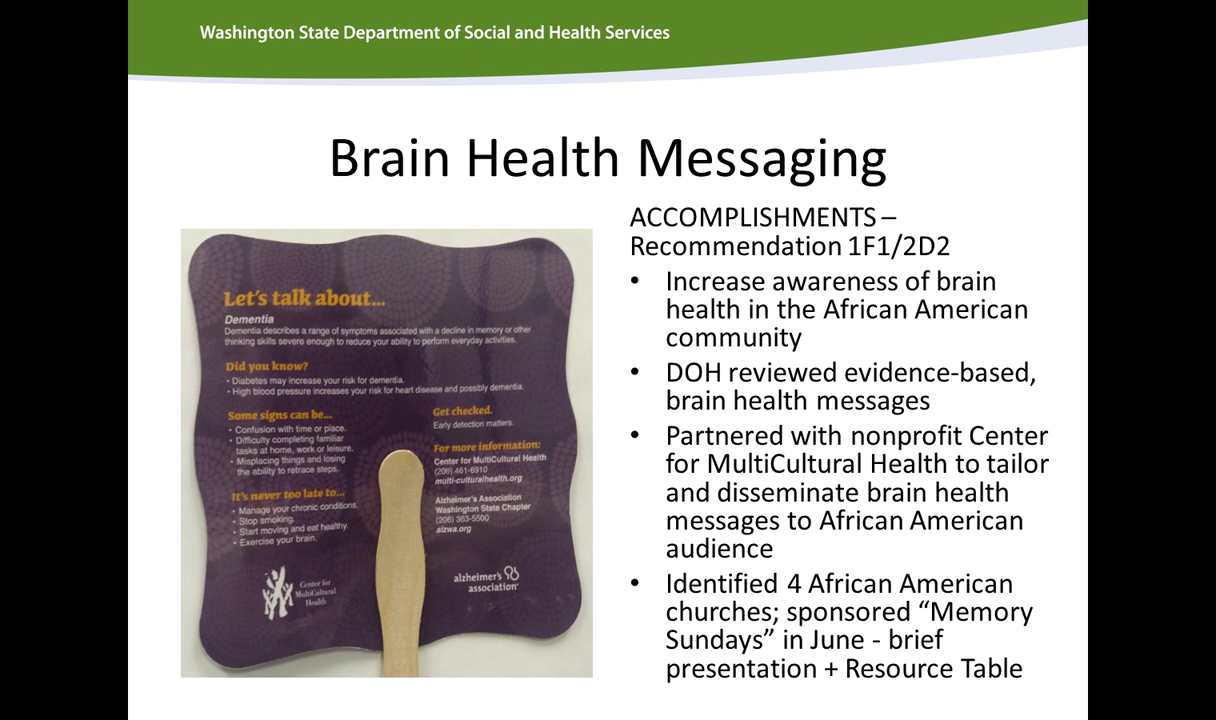 Washington State Department of Social and Health Services
Brain Health Messaging
Let's talk about...
Dementia
Dementia describes a range of symptoms associated with a decline in memory or other
thinking skills severe enough to reduce your ability to perform everyday activities.
Did you know?
• Diabetes may increase your risk for dementia.
• High blood pressure increases your risk for heart disease and possibly dementia.
Some signs can be...
• Confusion with time or place.
• Difficulty completing familiar
tasks at home, work or leisure.
• Misplacing things and losing
the ability to retrace steps.
It's never too late to...
• Manage your chronic conditions.
• Stop smoking.
• Start moving and eat healthy.
• Exercise your brain.
Get checked.
Early detection matters.
For more information:
Center for MultiCultural Health
(206) 461-6910
multi-culturalhealth.org
Alzheimer's Association
Washington State Chapter
(206) 363-5500
alzwa.org
Center for
MultiCultural
Health
alzheimer's
association®
ACCOMPLISHMENTS –
Recommendation 1F1/2D2
• Increase awareness of brain
health in the African American
community
• DOH reviewed evidence-based,
brain health messages
• Partnered with nonprofit Center
for MultiCultural Health to tailor
and disseminate brain health
messages to African American
audience
• Identified 4 African American
churches; sponsored “Memory
Sundays” in June - brief
presentation + Resource Table